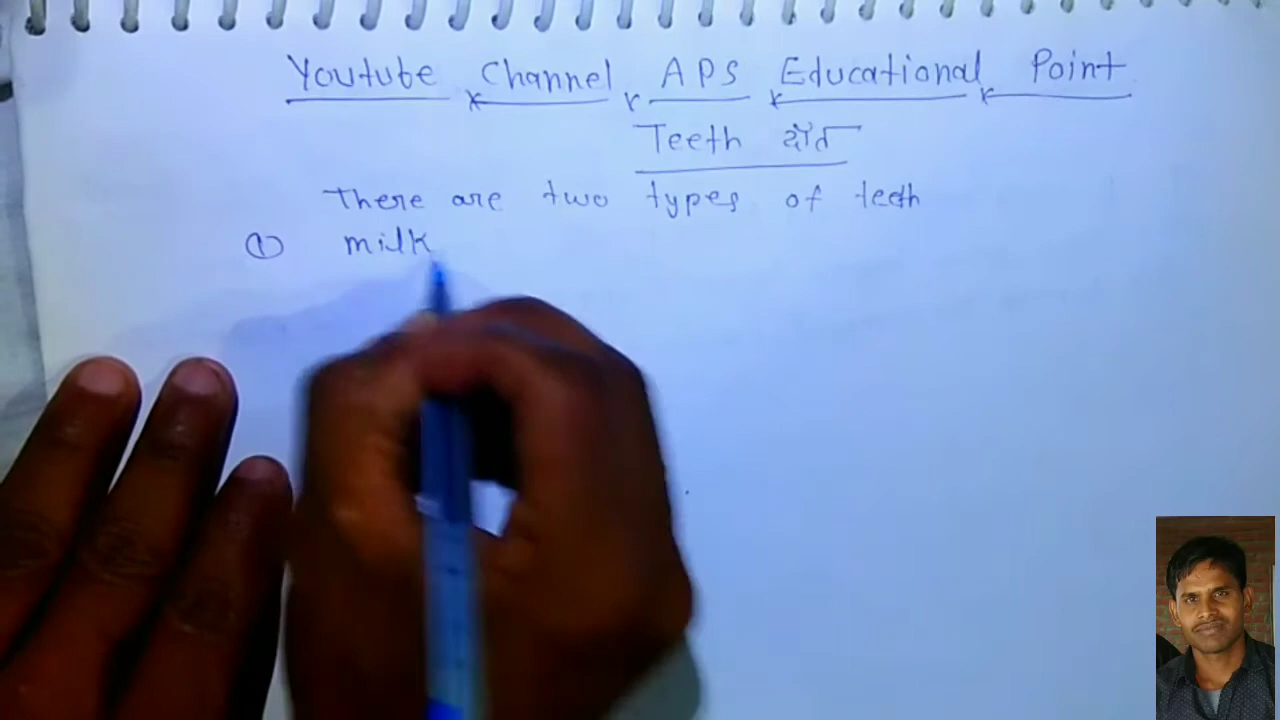 Youtube Channel APS Educational Point
Teeth दाँत
There are two types of teeth
① milk